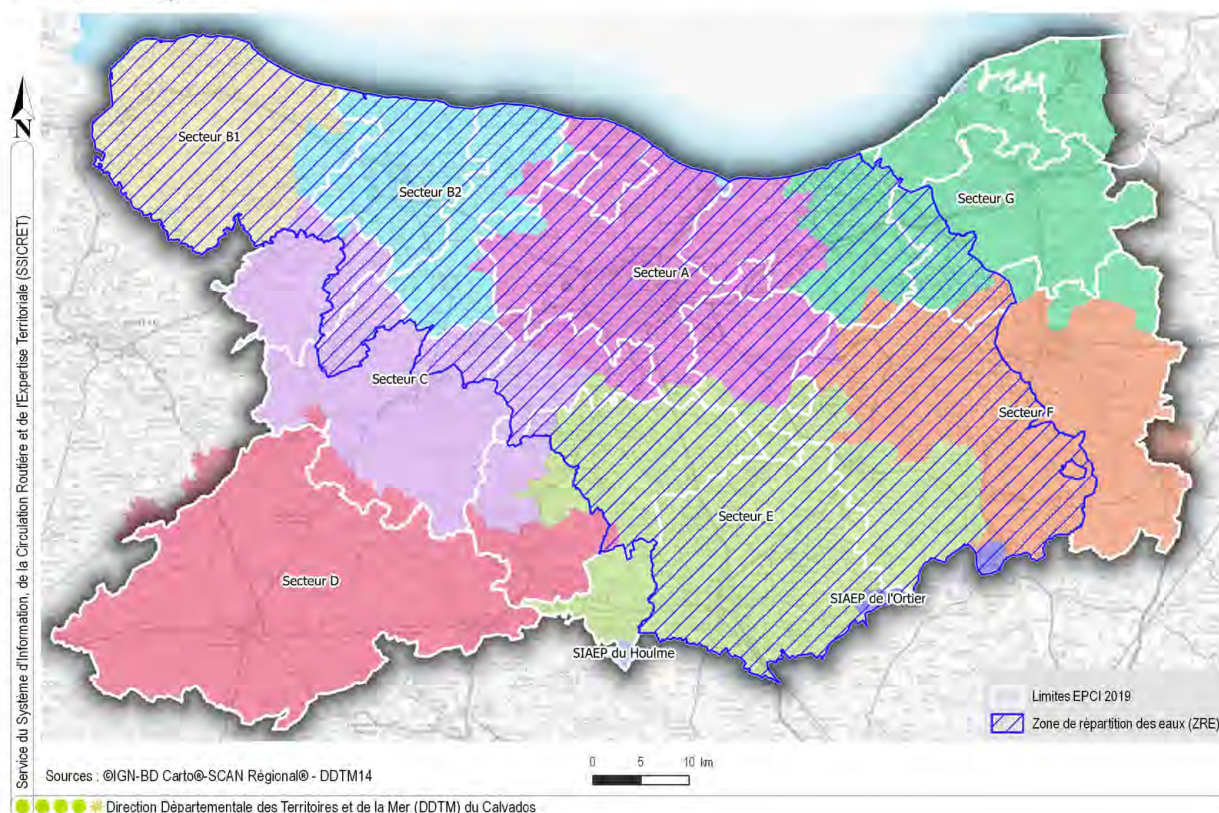 N
Service du Système d'Information, de la Circulation Routière et de l'Expertise Territoriale (SSICRET)
Secteur B1
Secteur B2
Secteur G
Secteur A
Secteur C
Secteur F
Secteur E
Secteur D
SIAEP de l'Ortier
SIAEP du Houlme
Limites EPCI 2019
Zone de répartition des eaux (ZRE)
0 5 10 km
Sources : ©IGN-BD Carto®-SCAN Régional® - DDTM14
Direction Départementale des Territoires et de la Mer (DDTM) du Calvados